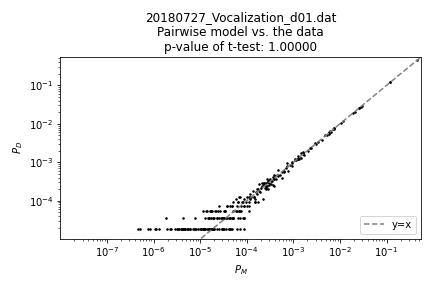 20180727_Vocalization_d01.dat
Pairwise model vs. the data
p-value of t-test: 1.00000
10⁻¹
10⁻²
10⁻³
10⁻⁴
P_D
y=x
10⁻⁷ 10⁻⁶ 10⁻⁵ 10⁻⁴ 10⁻³ 10⁻² 10⁻¹
P_M